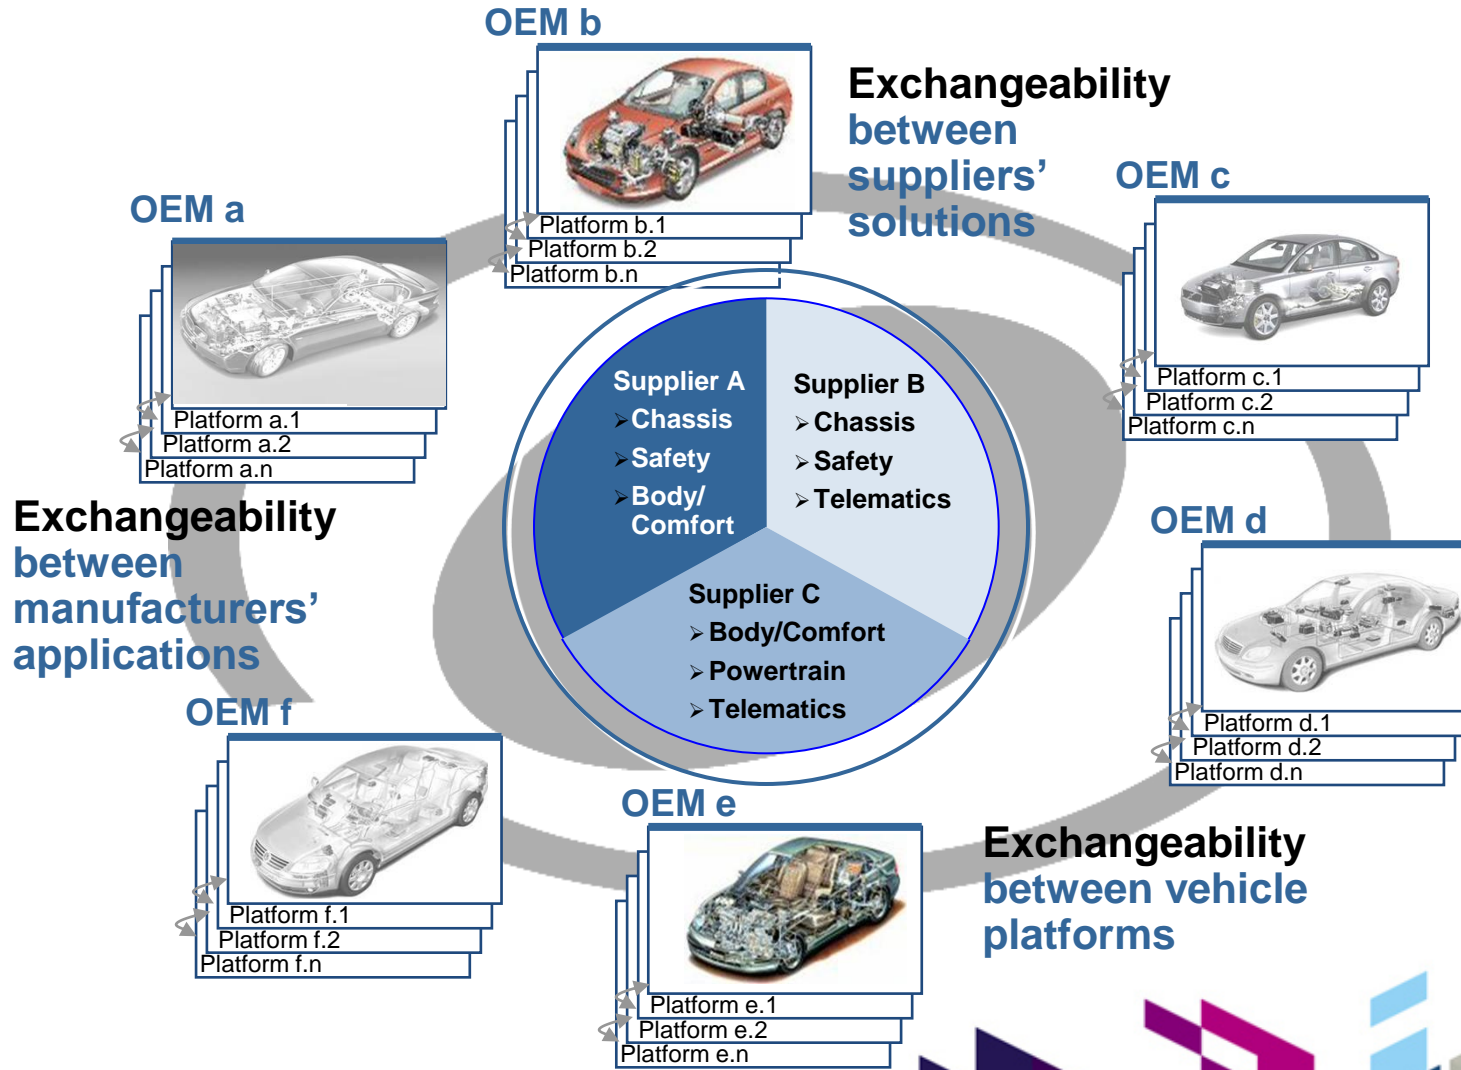 OEM b
Platform b.1
Platform b.2
Platform b.n
Exchangeability
between
suppliers’
solutions
OEM c
Platform c.1
Platform c.2
Platform c.n
OEM a
Platform a.1
Platform a.2
Platform a.n
Supplier A
➢Chassis
➢Safety
➢Body/
Comfort
Supplier B
➢Chassis
➢Safety
➢Telematics
Supplier C
➢Body/Comfort
➢Powertrain
➢Telematics
Exchangeability
between
manufacturers’
applications
OEM d
Platform d.1
Platform d.2
Platform d.n
OEM f
Platform f.1
Platform f.2
Platform f.n
OEM e
Platform e.1
Platform e.2
Platform e.n
Exchangeability
between vehicle
platforms